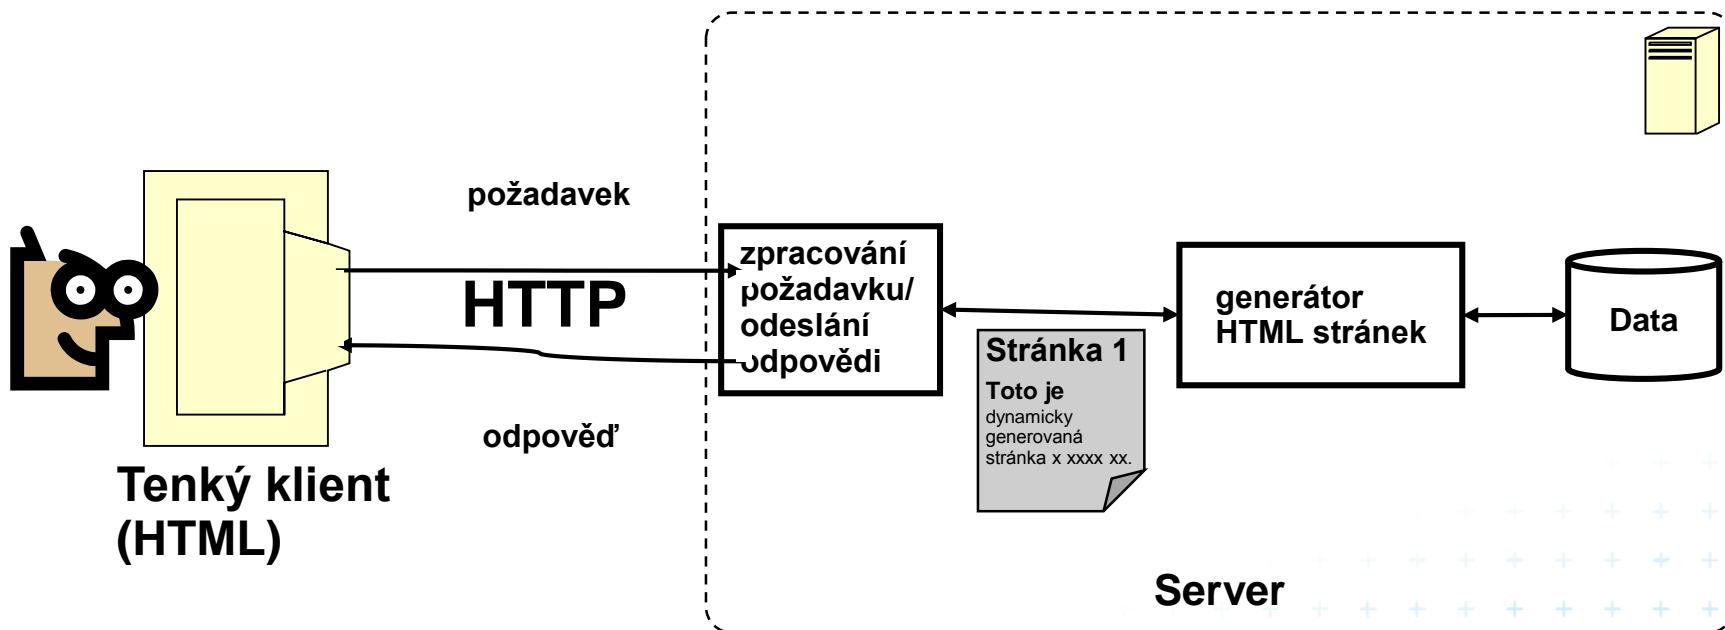 požadavek
HTTP
odpověď
Tenký klient
(HTML)
zpracování
požadavku/
odeslání
odpovědi
Stránka 1
Toto je
dynamicky
generovaná
stránka x xxxx xx.
generátor
HTML stránek
Data
Server